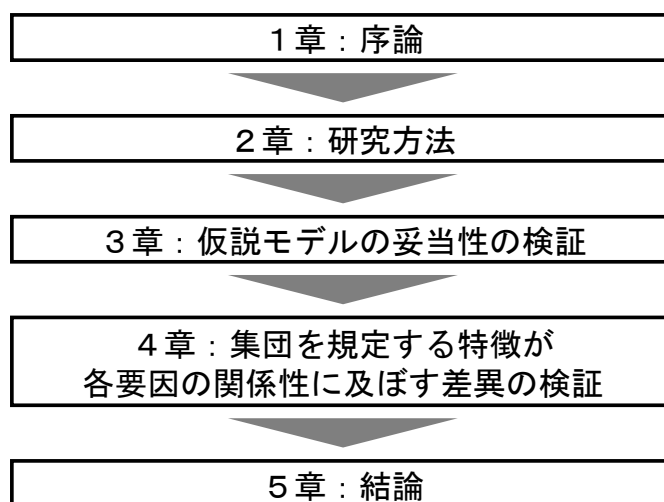 １章：序論
２章：研究方法
３章：仮説モデルの妥当性の検証
４章：集団を規定する特徴が
各要因の関係性に及ぼす差異の検証
５章：結論